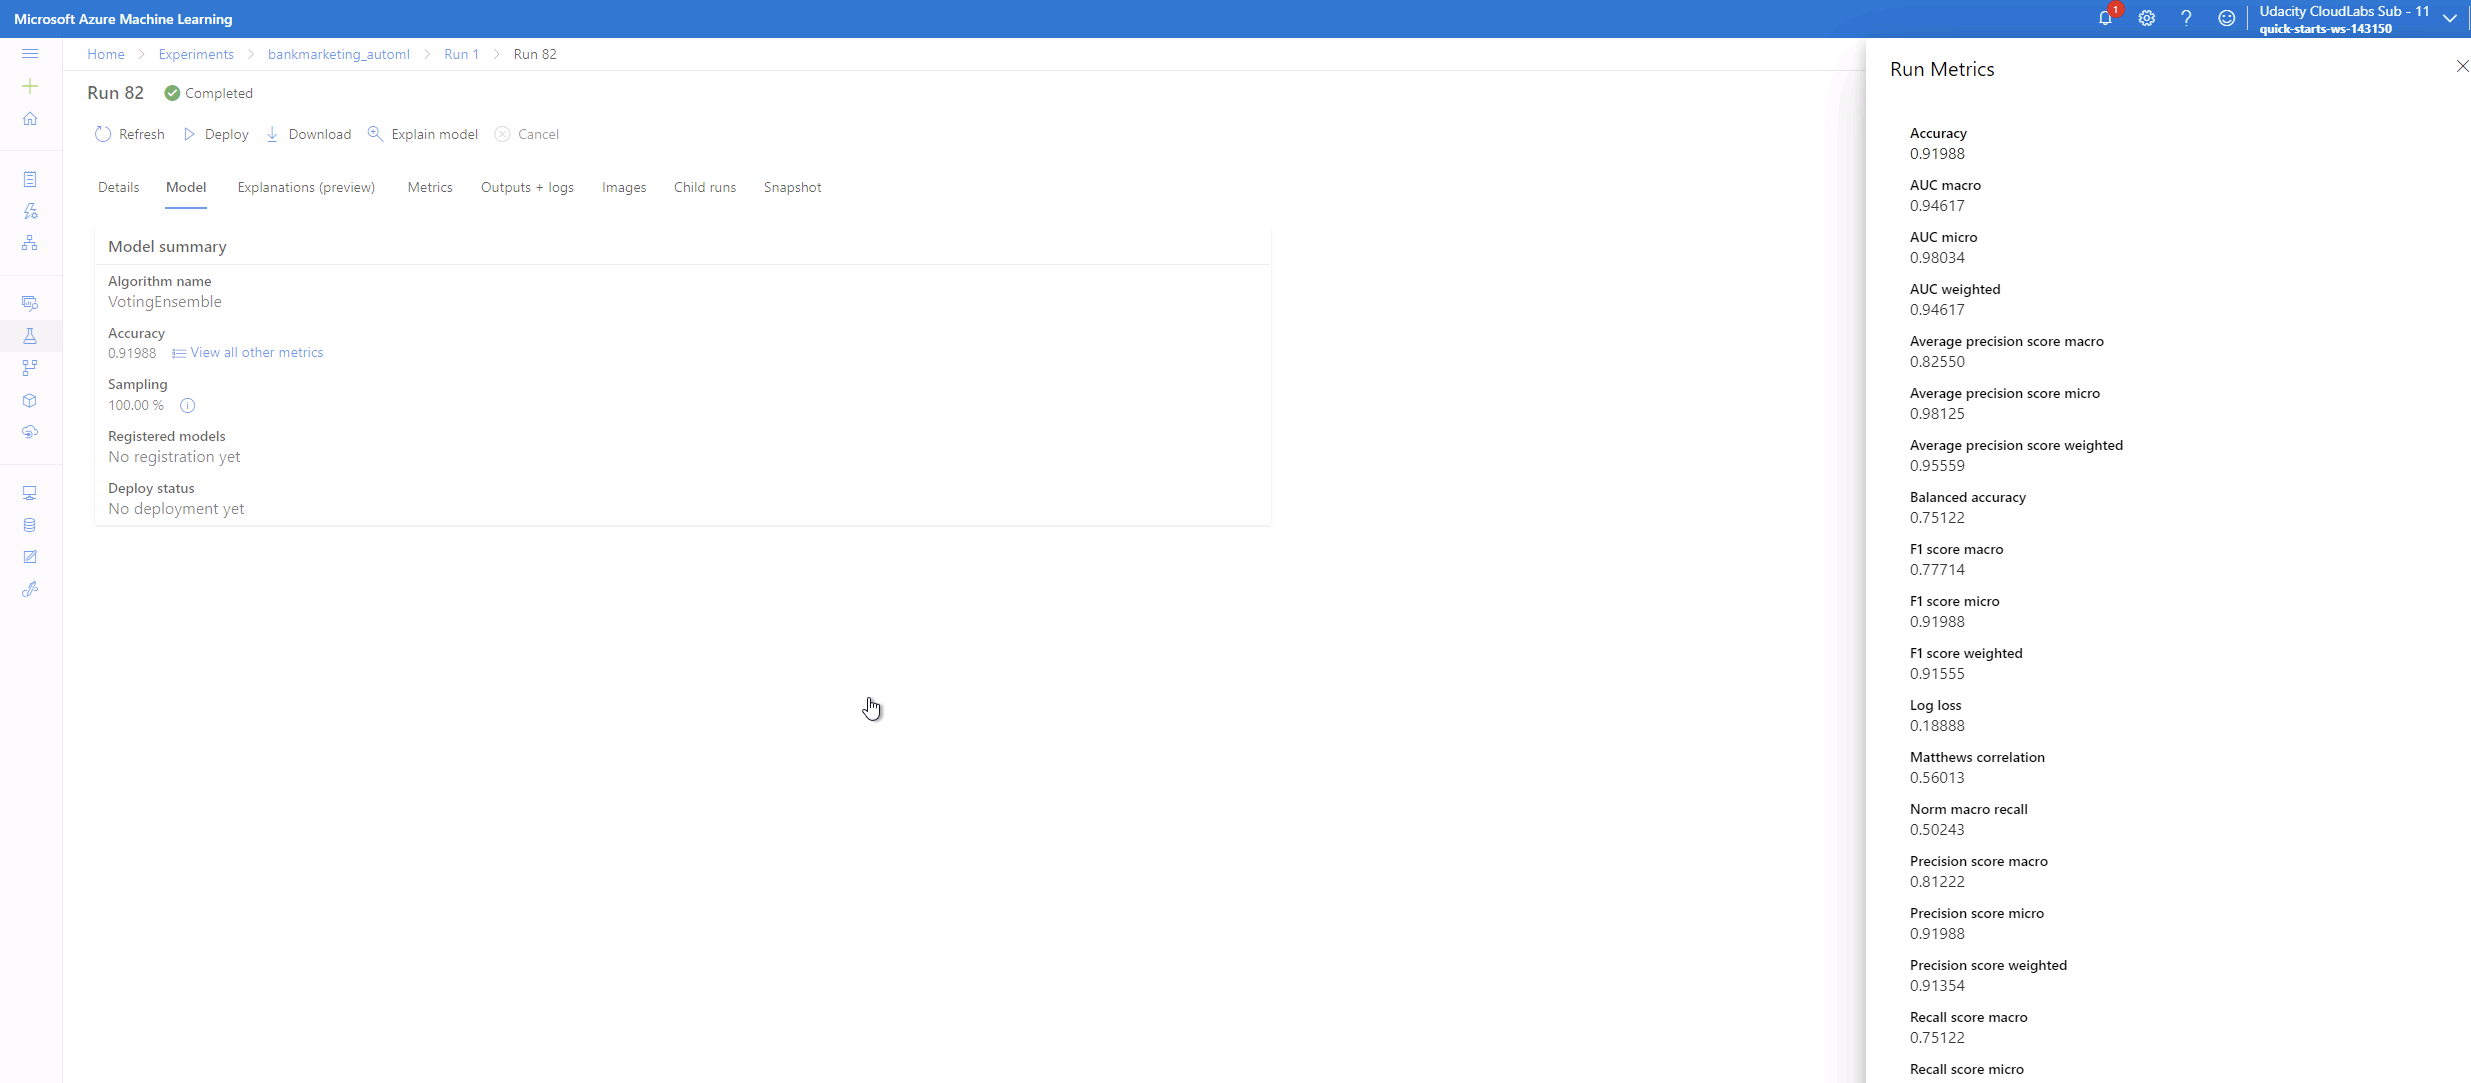 Microsoft Azure Machine Learning
1
Udacity CloudLabs Sub - 11
quick-starts-ws-143150
Home > Experiments > bankmarketing_automl > Run 1 > Run 82
Run 82 Completed
Refresh Deploy Download Explain model Cancel
Details Model Explanations (preview) Metrics Outputs + logs Images Child runs Snapshot
Model summary
Algorithm name
VotingEnsemble
Accuracy
0.91988 View all other metrics
Sampling
100.00 %
Registered models
No registration yet
Deploy status
No deployment yet
Run Metrics
Accuracy
0.91988
AUC macro
0.94617
AUC micro
0.98034
AUC weighted
0.94617
Average precision score macro
0.82550
Average precision score micro
0.98125
Average precision score weighted
0.95559
Balanced accuracy
0.75122
F1 score macro
0.77714
F1 score micro
0.91988
F1 score weighted
0.91555
Log loss
0.18888
Matthews correlation
0.56013
Norm macro recall
0.50243
Precision score macro
0.81222
Precision score micro
0.91988
Precision score weighted
0.91354
Recall score macro
0.75122
Recall score micro